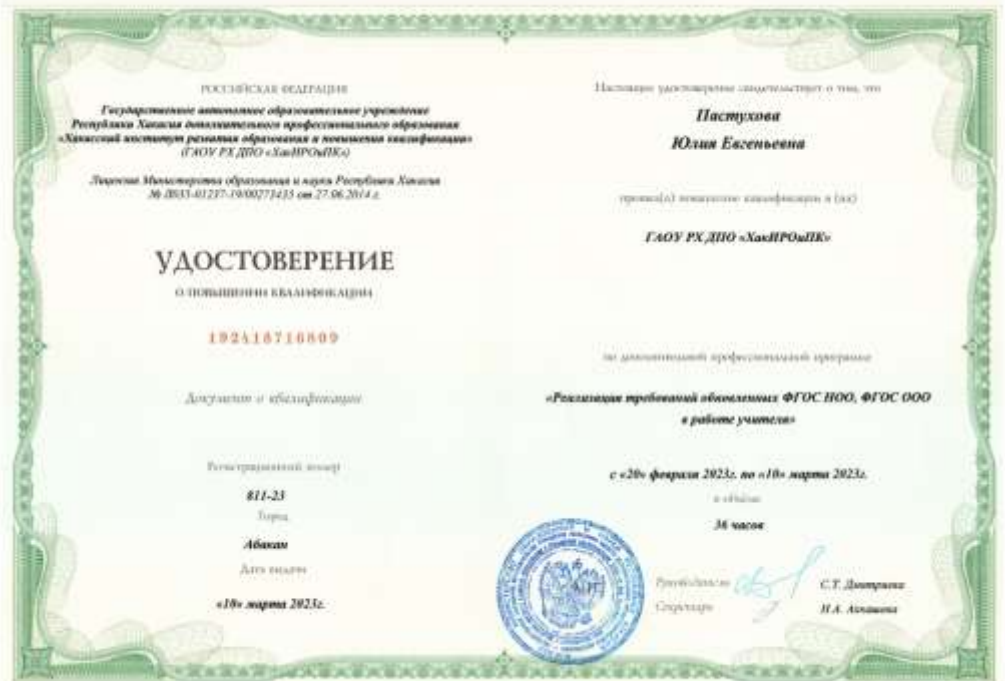 РОССИЙСКАЯ ФЕДЕРАЦИЯ
Государственное автономное образовательное учреждение
Республики Хакасия дополнительного профессионального образования
«Хакасский институт развития образования и повышения квалификации»
(ГАОУ РХ ДПО «ХакИРОиПК»)
Лицензия Министерства образования и науки Республики Хакасия
от 27.06.2014 г.
УДОСТОВЕРЕНИЕ
О ПОВЫШЕНИИ КВАЛИФИКАЦИИ
192418716809
Документ о квалификации
Регистрационный номер
811-23
Город
Абакан
Дата выдачи
«10» марта 2023г.
Настоящее удостоверение свидетельствует о том, что
Пастухова
Юлия Евгеньевна
прошел(а) повышение квалификации в (на)
ГАОУ РХ ДПО «ХакИРОиПК»
по дополнительной профессиональной программе
«Реализация требований обновленных ФГОС НОО, ФГОС ООО
в работе учителя»
с «20» февраля 2023г. по «10» марта 2023г.
в объёме
36 часов
Руководитель
С.Т. Дмитриева
Секретарь